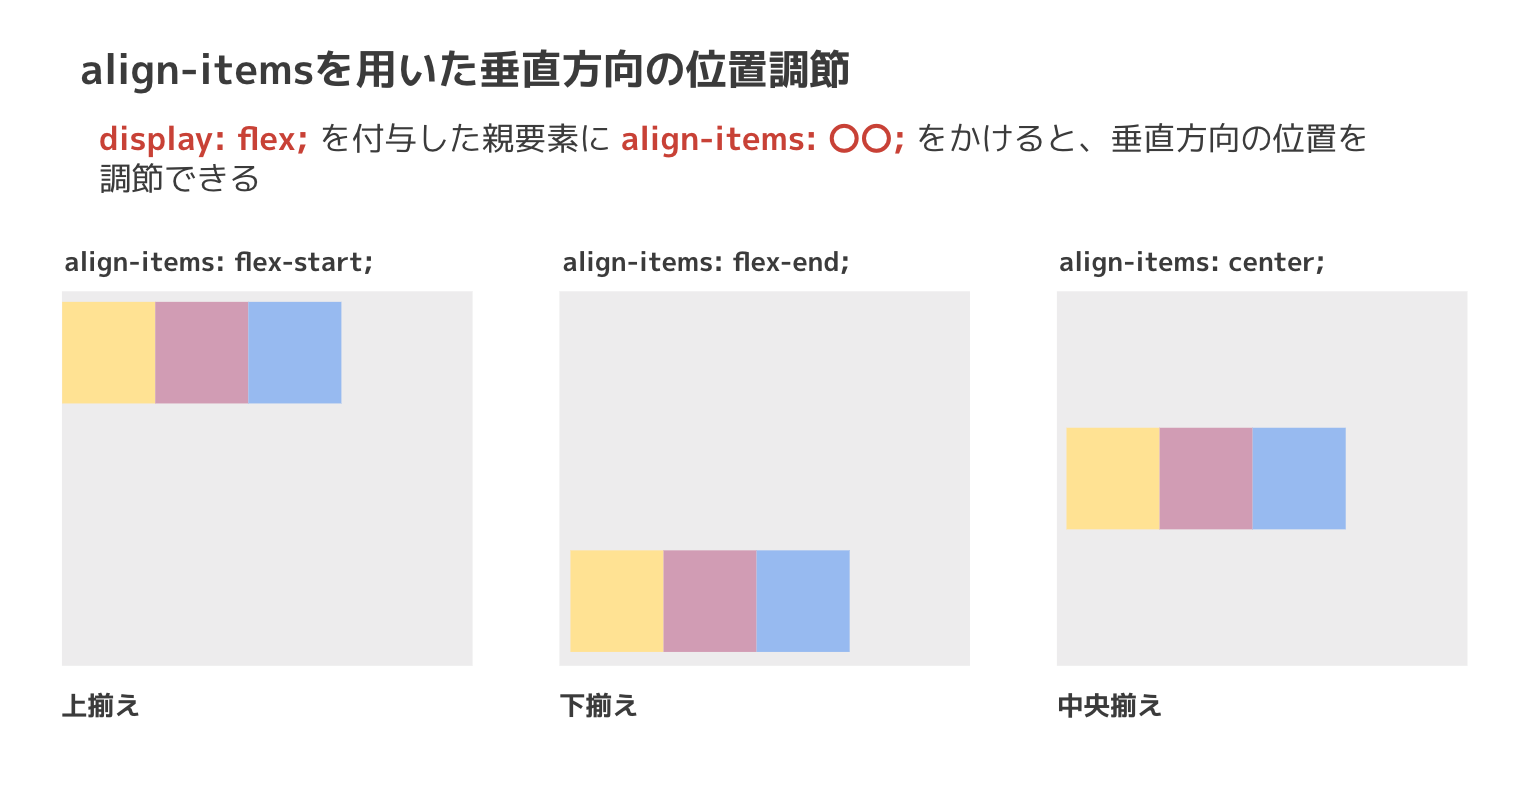 align-itemsを用いた垂直方向の位置調節
display: flex; を付与した親要素に align-items: 〇〇; をかけると、垂直方向の位置を
調節できる
align-items: flex-start;
align-items: flex-end;
align-items: center;
上揃え
下揃え
中央揃え